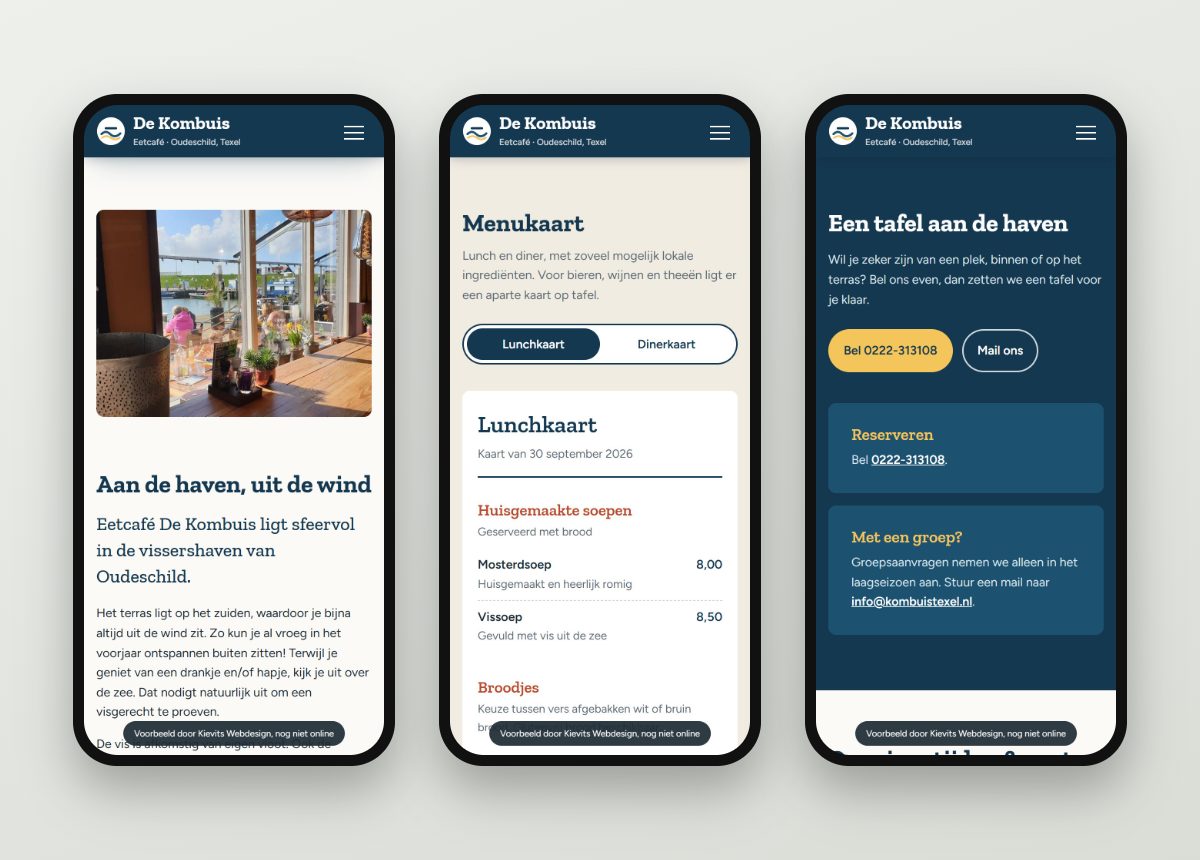 De Kombuis
Eetcafé · Oudeschild, Texel
Aan de haven, uit de wind
Eetcafé De Kombuis ligt sfeervol
in de vissershaven van
Oudeschild.
Het terras ligt op het zuiden, waardoor je bijna
altijd uit de wind zit. Zo kun je al vroeg in het
voorjaar ontspannen buiten zitten! Terwijl je
geniet van een drankje en/of hapje, kijk je uit over
de zee. Dat nodigt natuurlijk uit om een
visgerecht te proeven.
Voorbeeld door Kievits Webdesign, nog niet online
De vis is afkomstig van eigen vloot. Ook de
De Kombuis
Eetcafé · Oudeschild, Texel
Menukaart
Lunch en diner, met zoveel mogelijk lokale
ingrediënten. Voor bieren, wijnen en theeën ligt er
een aparte kaart op tafel.
Lunchkaart Dinerkaart
Lunchkaart
Kaart van 30 september 2026
Huisgemaakte soepen
Geserveerd met brood
Mosterdsoep 8,00
Huisgemaakt en heerlijk romig
Vissoep 8,50
Gevuld met vis uit de zee
Broodjes
Keuze tussen vers afgebakken wit of bruin
Voorbeeld door Kievits Webdesign, nog niet online
De Kombuis
Eetcafé · Oudeschild, Texel
Een tafel aan de haven
Wil je zeker zijn van een plek, binnen of op het
terras? Bel ons even, dan zetten we een tafel voor
je klaar.
Bel 0222-313108 Mail ons
Reserveren
Bel 0222-313108.
Met een groep?
Groepsaanvragen nemen we alleen in het
laagseizoen aan. Stuur een mail naar
info@kombuistexel.nl.
Voorbeeld door Kievits Webdesign, nog niet online